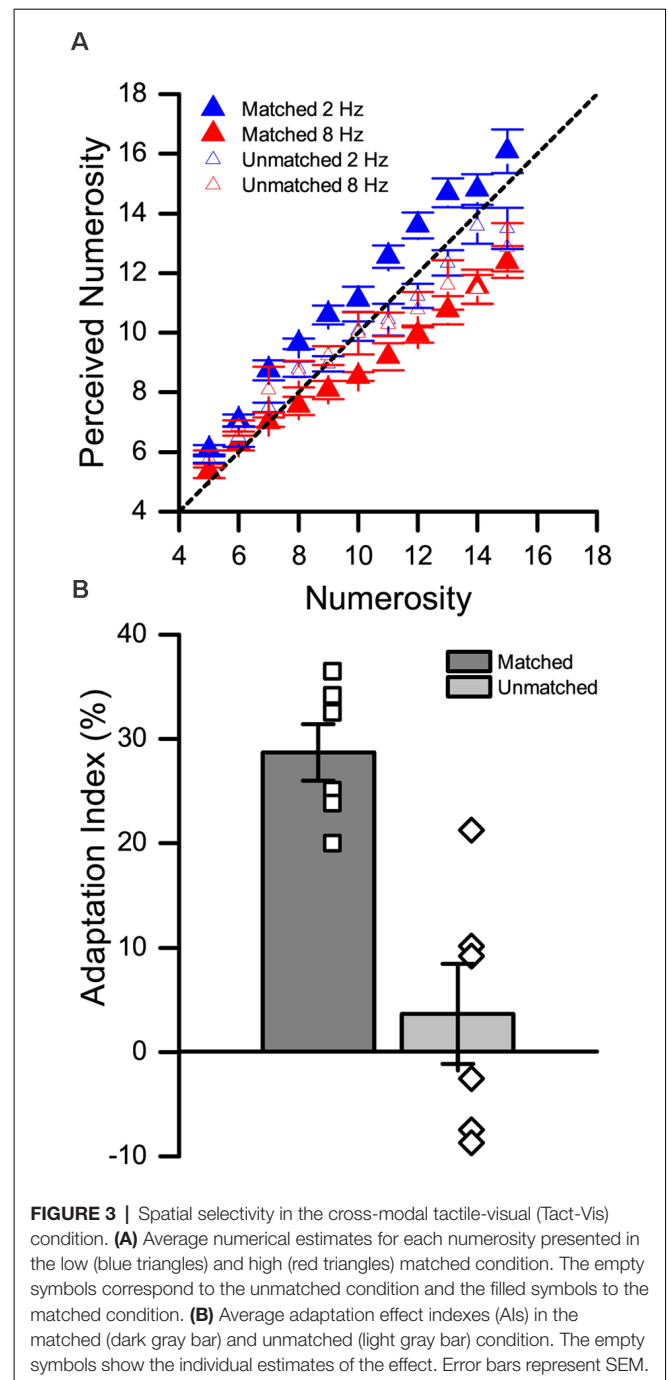 A
18
16
14
12
10
8
6
4
Perceived Numerosity
Matched 2 Hz
Matched 8 Hz
Unmatched 2 Hz
Unmatched 8 Hz
4 6 8 10 12 14 16 18
Numerosity
B
40
30
20
10
0
-10
Adaptation Index (%)
Matched
Unmatched
FIGURE 3 | Spatial selectivity in the cross-modal tactile-visual (Tact-Vis)
condition. (A) Average numerical estimates for each numerosity presented in
the low (blue triangles) and high (red triangles) matched condition. The empty
symbols correspond to the unmatched condition and the filled symbols to the
matched condition. (B) Average adaptation effect indexes (AIs) in the
matched (dark gray bar) and unmatched (light gray bar) condition. The empty
symbols show the individual estimates of the effect. Error bars represent SEM.